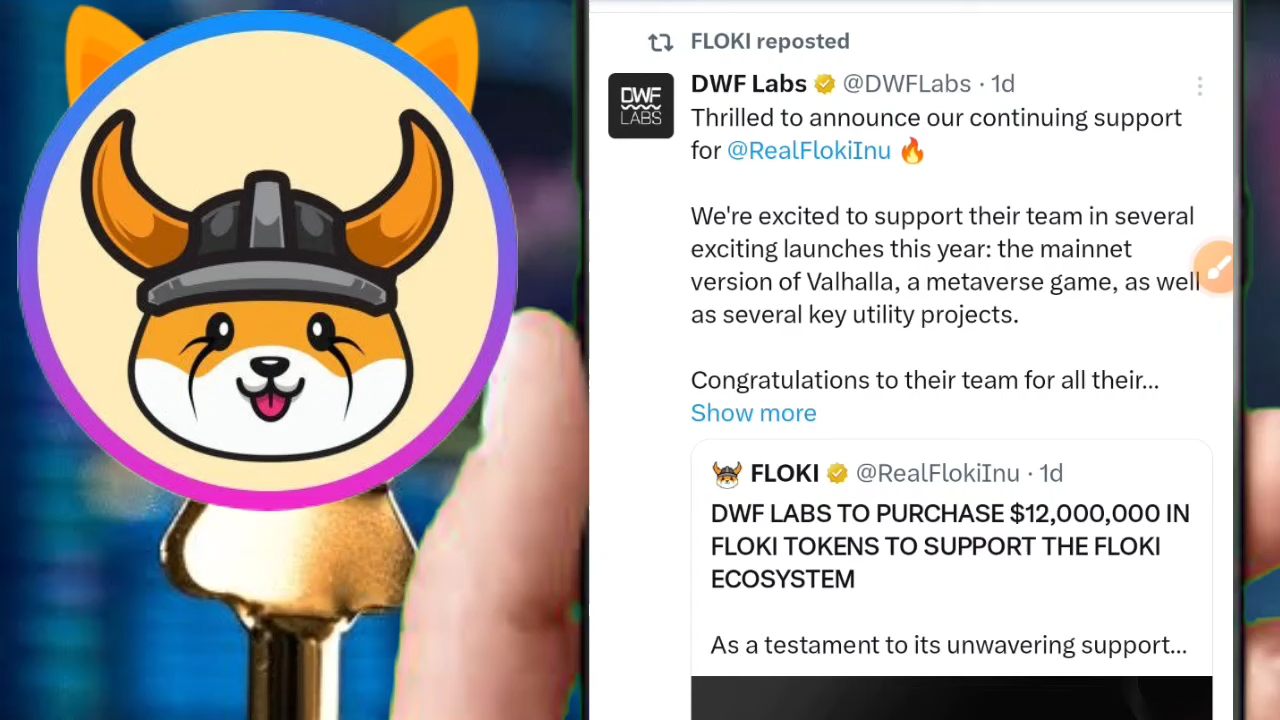 FLOKI reposted
DWF
LABS
DWF Labs @DWFLabs · 1d
Thrilled to announce our continuing support
for @RealFlokiInu 🔥
We're excited to support their team in several
exciting launches this year: the mainnet
version of Valhalla, a metaverse game, as well
as several key utility projects.
Congratulations to their team for all their...
Show more
FLOKI @RealFlokiInu · 1d
DWF LABS TO PURCHASE $12,000,000 IN
FLOKI TOKENS TO SUPPORT THE FLOKI
ECOSYSTEM
As a testament to its unwavering support...